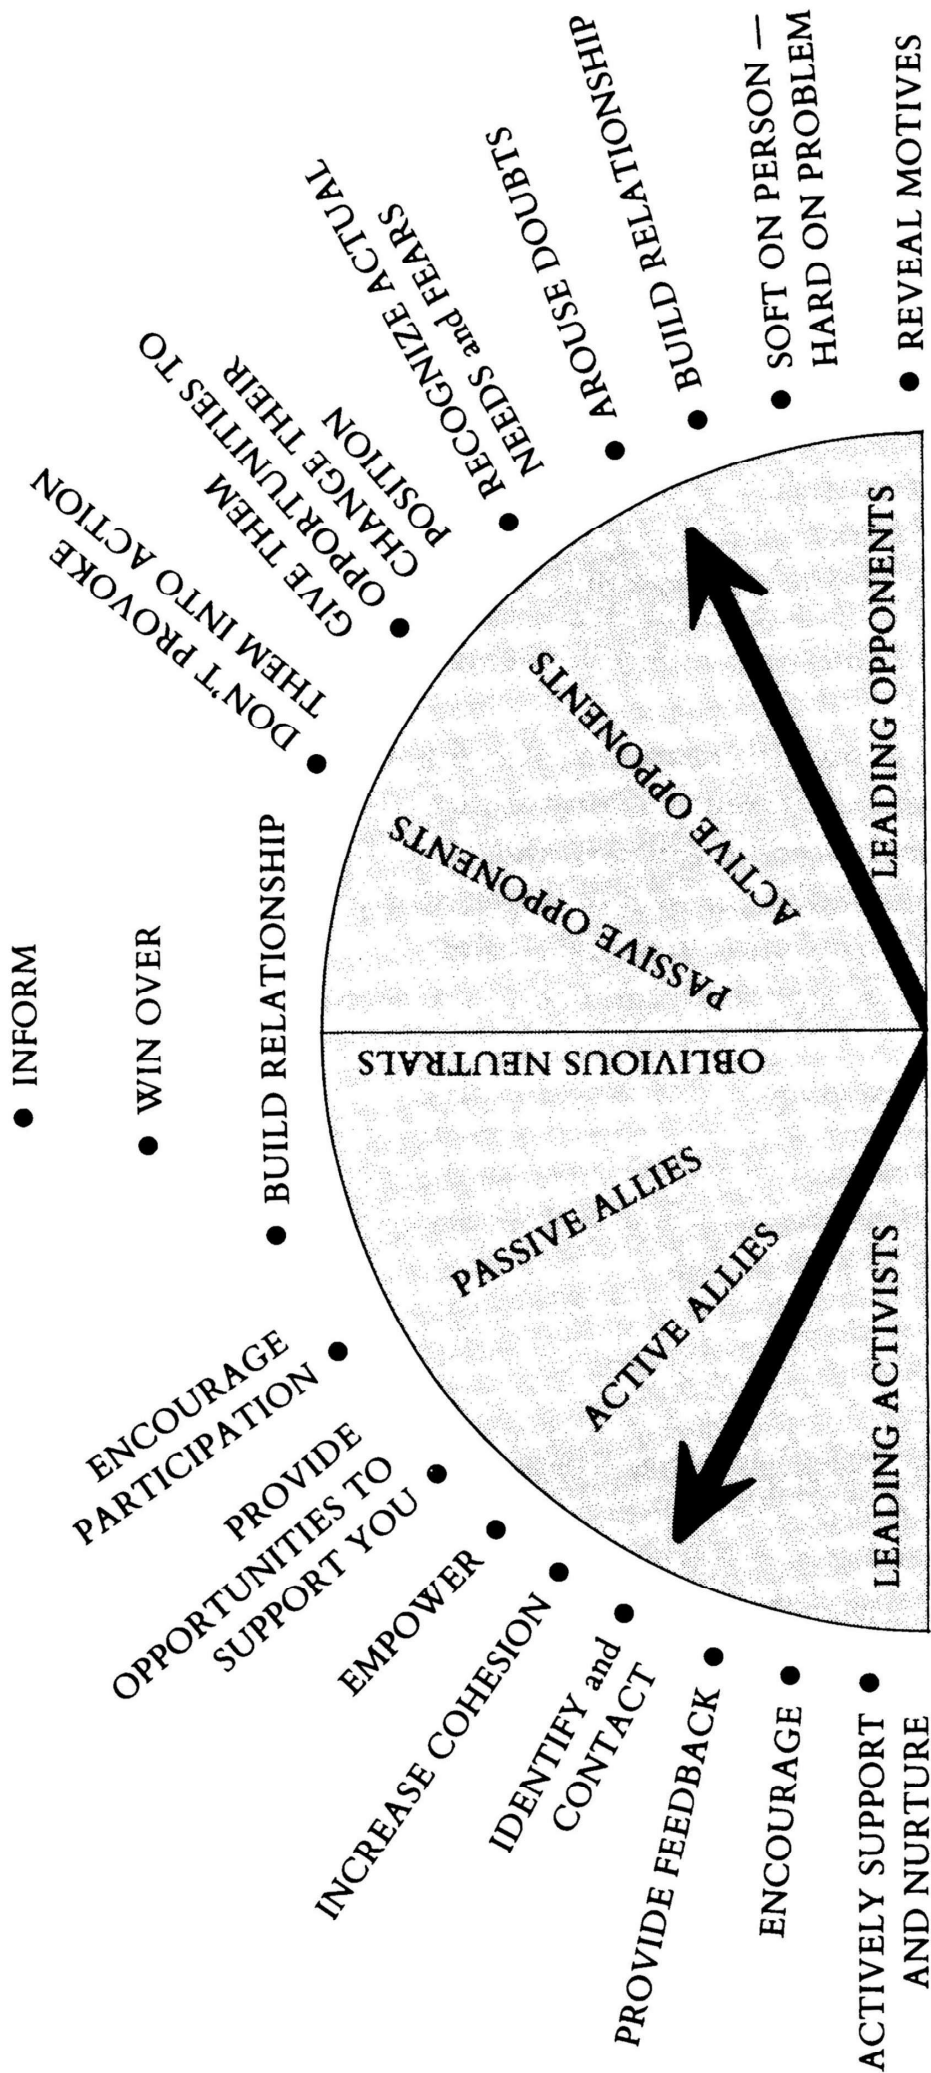 INFORM
WIN OVER
BUILD RELATIONSHIP
ENCOURAGE
PARTICIPATION
PROVIDE
OPPORTUNITIES TO
SUPPORT YOU
EMPOWER
INCREASE COHESION
IDENTIFY and
CONTACT
PROVIDE FEEDBACK
ENCOURAGE
ACTIVELY SUPPORT
AND NURTURE
DON'T PROVOKE
THEM INTO ACTION
GIVE THEM
OPPORTUNITIES TO
CHANGE THEIR
POSITION
RECOGNIZE ACTUAL
NEEDS and FEARS
AROUSE DOUBTS
BUILD RELATIONSHIP
SOFT ON PERSON —
HARD ON PROBLEM
REVEAL MOTIVES
LEADING ACTIVISTS
ACTIVE ALLIES
PASSIVE ALLIES
OBLIVIOUS NEUTRALS
PASSIVE OPPONENTS
ACTIVE OPPONENTS
LEADING OPPONENTS